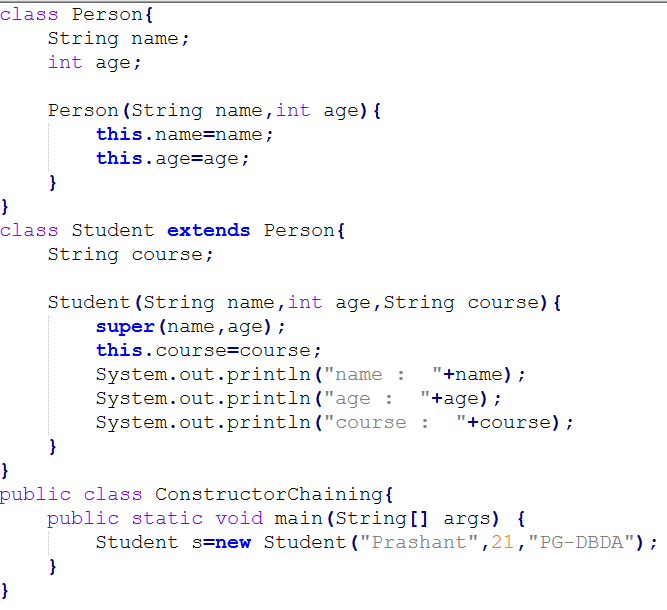 class Person{
    String name;
    int age;

    Person(String name,int age){
        this.name=name;
        this.age=age;
    }
}
class Student extends Person{
    String course;

    Student(String name,int age,String course){
        super(name,age);
        this.course=course;
        System.out.println("name :  "+name);
        System.out.println("age :  "+age);
        System.out.println("course :  "+course);
    }
}
public class ConstructorChaining{
    public static void main(String[] args) {
        Student s=new Student("Prashant",21,"PG-DBDA");
    }
}